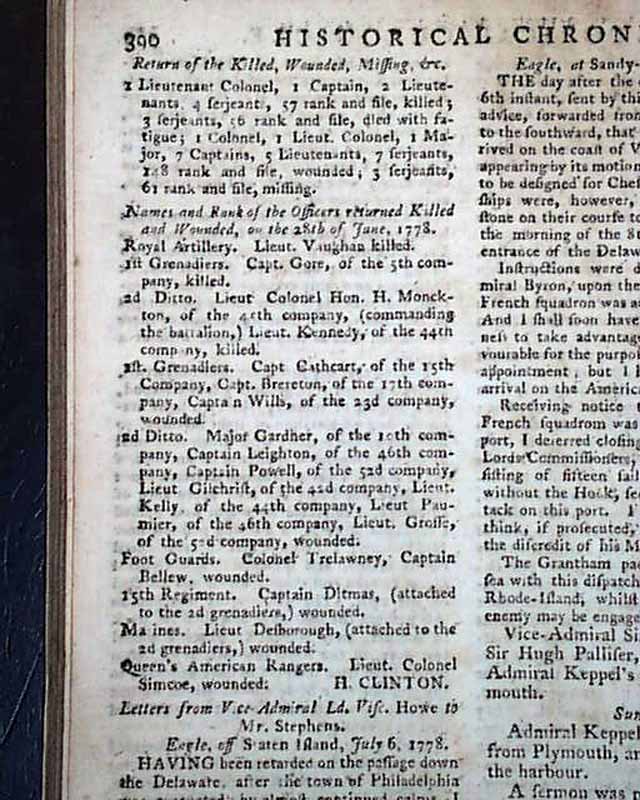 390 HISTORICAL CHRON
Return of the Killed, Wounded, Miſſing, &c.
1 Lieutenant Colonel, 1 Captain, 2 Lieute-
nants, 4 ſerjeants, 57 rank and file, killed;
3 ſerjeants, 56 rank and file, died with fa-
tigue; 1 Colonel, 1 Lieut. Colonel, 1 Ma-
jor, 7 Captains, 5 Lieutenants, 7 ſerjeants,
148 rank and file, wounded; 3 ſerjeants,
61 rank and file, miſſing.
Names and Rank of the Officers returned Killed
and Wounded, on the 28th of June, 1778.
Royal Artillery. Lieut. Vaughan killed.
1ſt Grenadiers. Capt. Gore, of the 5th com-
pany, killed.
2d Ditto. Lieut Colonel Hon. H. Monck-
ton, of the 45th company, (commanding
the battalion,) Lieut. Kennedy, of the 44th
company, killed.
1ſt. Grenadiers. Capt Cathcart, of the 15th
Company, Capt. Brereton, of the 17th com-
pany, Captain Wills, of the 23d company,
wounded.
2d Ditto. Major Gardner, of the 10th com-
pany, Captain Leighton, of the 46th com-
pany, Captain Powell, of the 52d company,
Lieut Gilchriſt, of the 42d company, Lieut.
Kelly, of the 44th company, Lieut Pau-
mier, of the 46th company, Lieut. Groſſe,
of the 52d company, wounded.
Foot Guards. Colonel Trelawney, Captain
Bellew, wounded.
15th Regiment. Captain Ditmas, (attached
to the 2d grenadiers,) wounded.
Marines. Lieut Deſborough, (attached to the
2d grenadiers,) wounded.
Queen's American Rangers. Lieut. Colonel
Simcoe, wounded. H. CLINTON.
Letters from Vice-Admiral Ld. Viſc. Howe to
Mr. Stephens.
Eagle, off Staten Iſland, July 6, 1778.
HAVING been retarded on the paſſage down
the Delaware, after the town of Philadelphia
was evacuated, by almoſt continued calms, I
Eagle, at Sandy-
THE day after the
6th inſtant, ſent by this
advice, forwarded from
to the ſouthward, that
rived on the coaſt of V
appearing by its motion
to be deſigned for Cheſ
ſhips were, however,
ſtone on their courſe to
the morning of the 8t
entrance of the Delaw
Inſtructions were d
miral Byron, upon the
French ſquadron was a
And I ſhall ſoon have
neſs to take advantage
vourable for the purpo
appointment, but I
arrival on the Americ
Receiving notice
French ſquadron was
port, I deferred cloſing
Lords Commiſſioners,
ſiſting of fifteen ſail
without the Hook, ſe
tack on this port. I
think, if proſecuted,
the diſcredit of his M
The Grantham pa
ſea with this diſpatch
Rhode-Iſland, whilſt
enemy may be engage
Vice-Admiral Si
Sir Hugh Palliſer,
Admiral Keppel's
mouth.
Sun
Admiral Keppel
from Plymouth, an
the harbour.
A ſermon was p